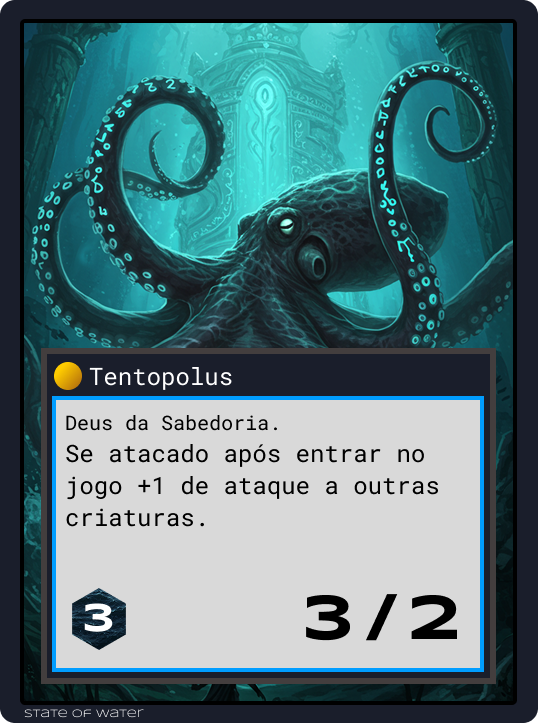 Tentopolus
Deus da Sabedoria.
Se atacado após entrar no
jogo +1 de ataque a outras
criaturas.
3
3/2
STATE OF WATER